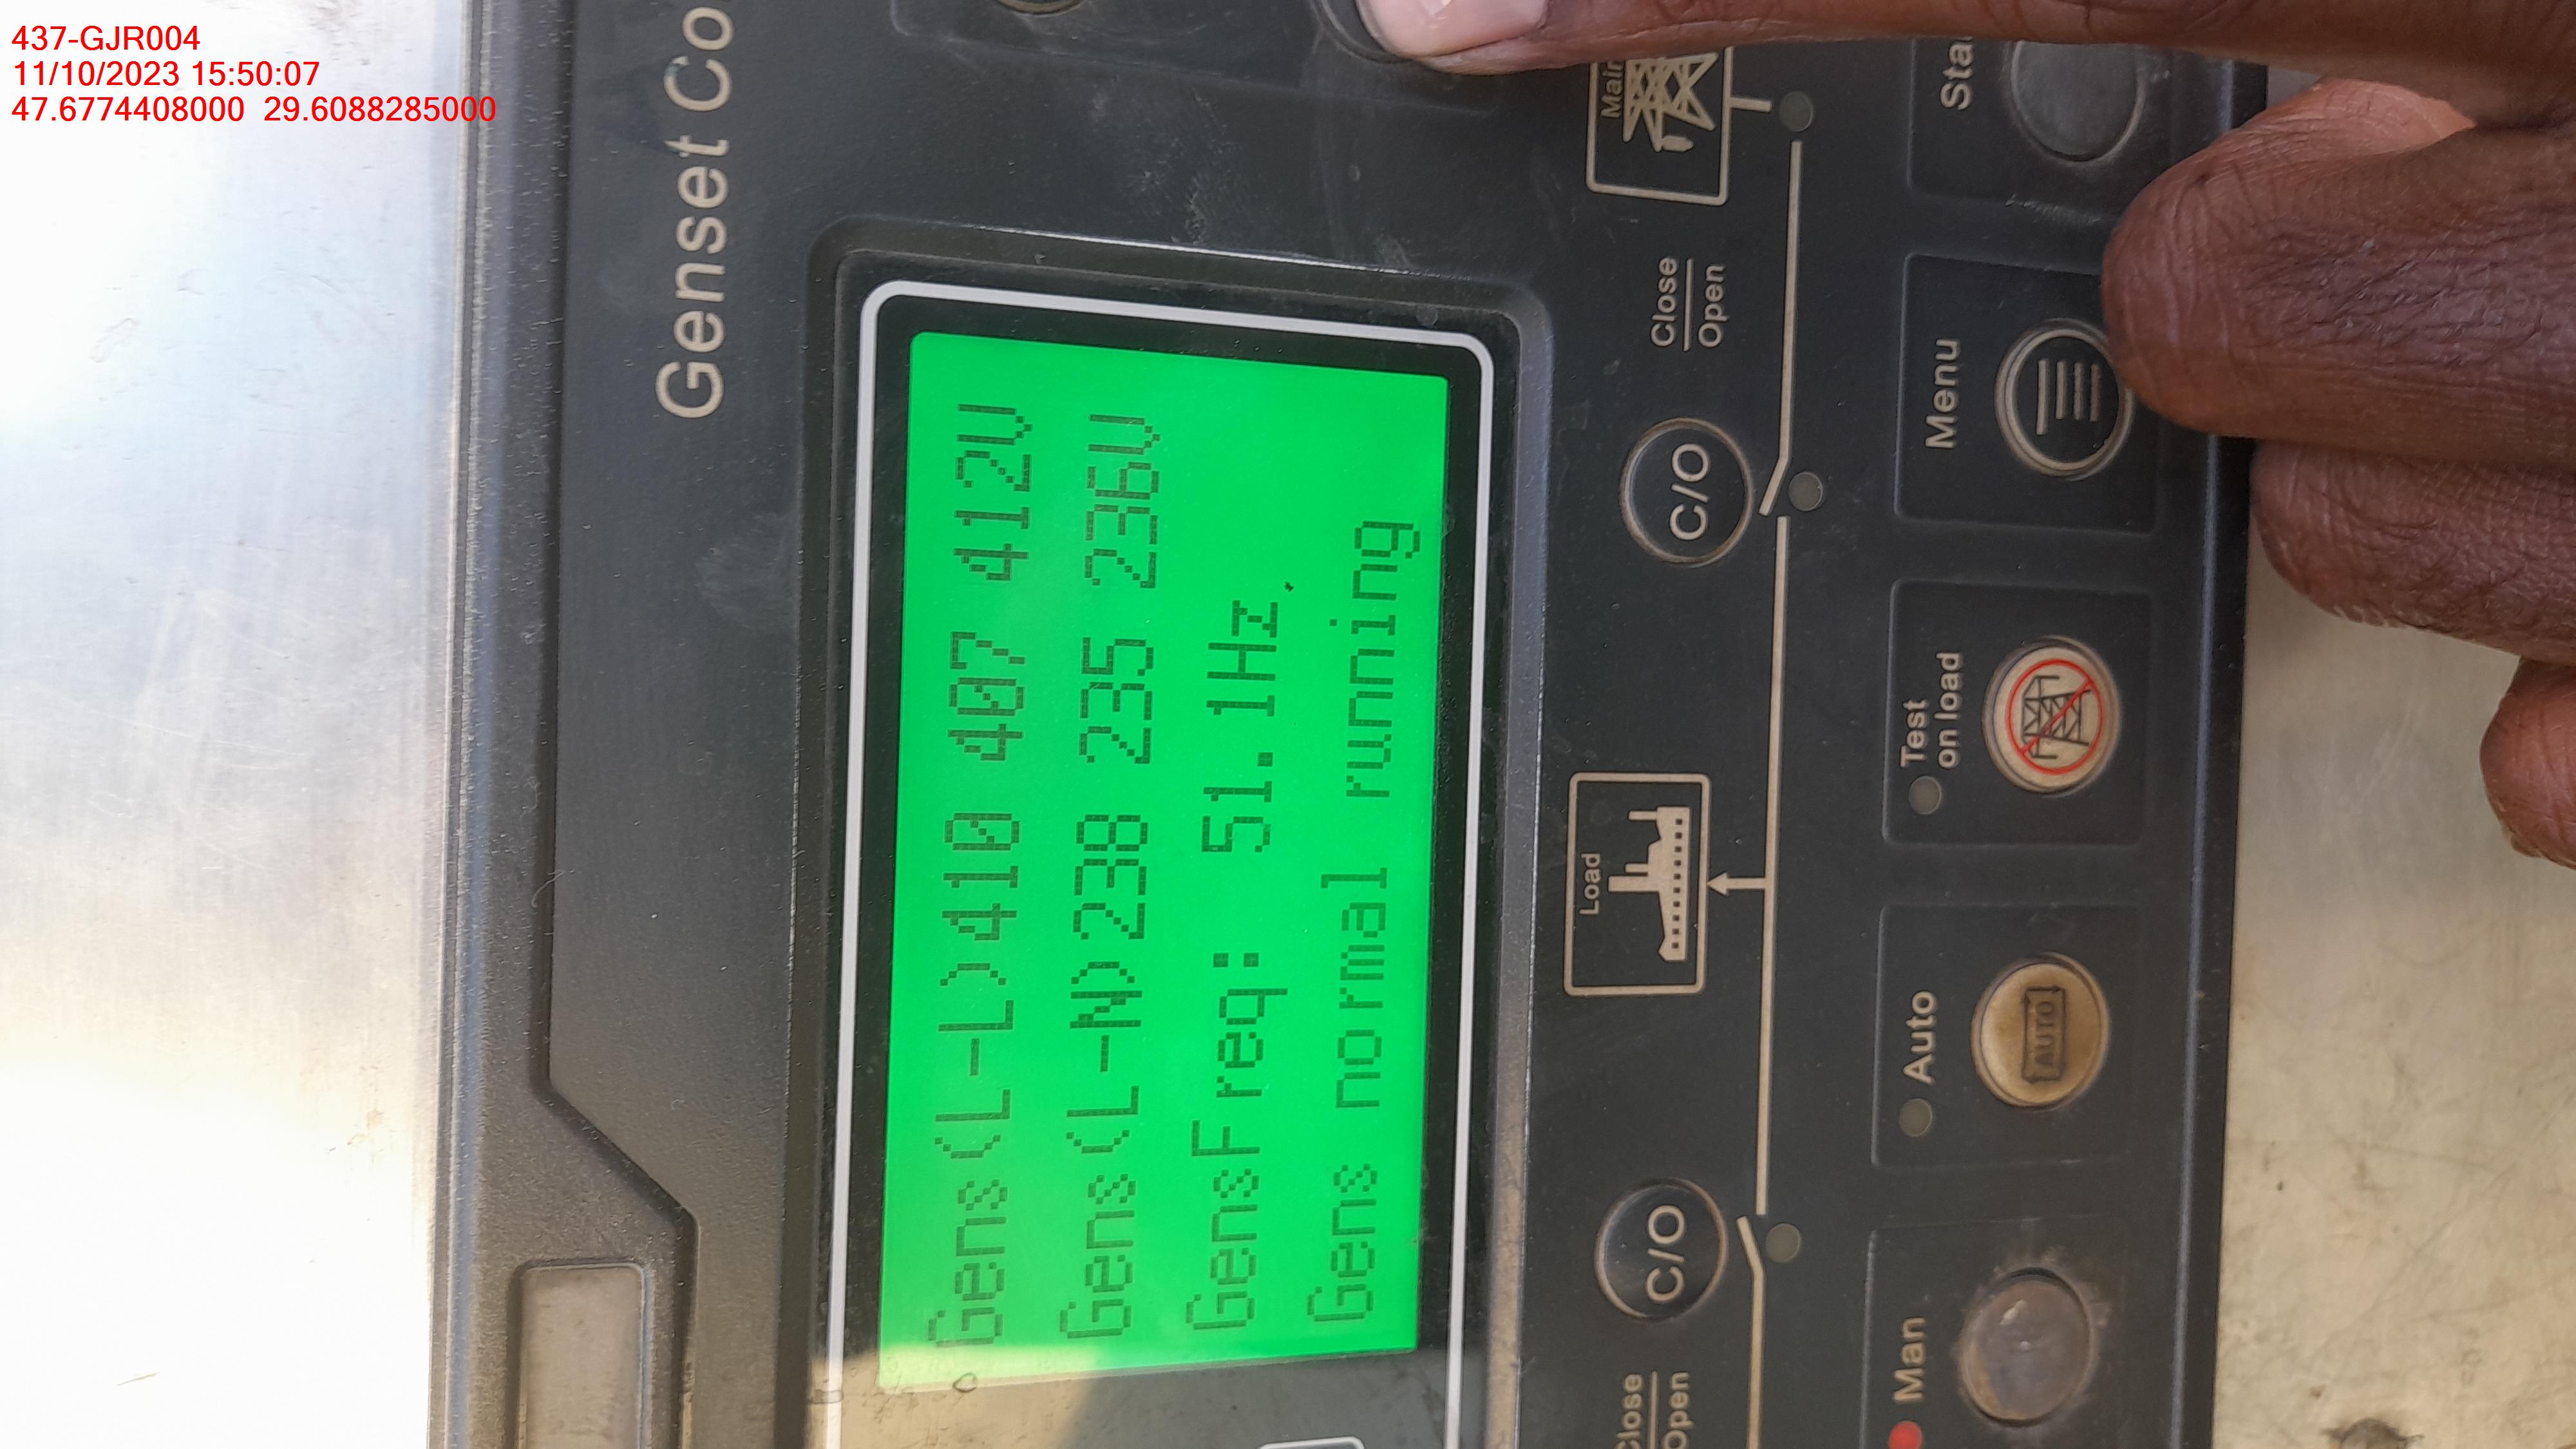 437-GJR004
11/10/2023 15:50:07
47.6774408000 29.6088285000
Genset
Gens(L-L)410 407 412V
Gens(L-N)238 235 236V
GensFreq: 51.1Hz
Gens normal running
Close
Open
C/O
Load
C/O
Close
Open
Man
Auto
AUTO
Test
on load
Menu